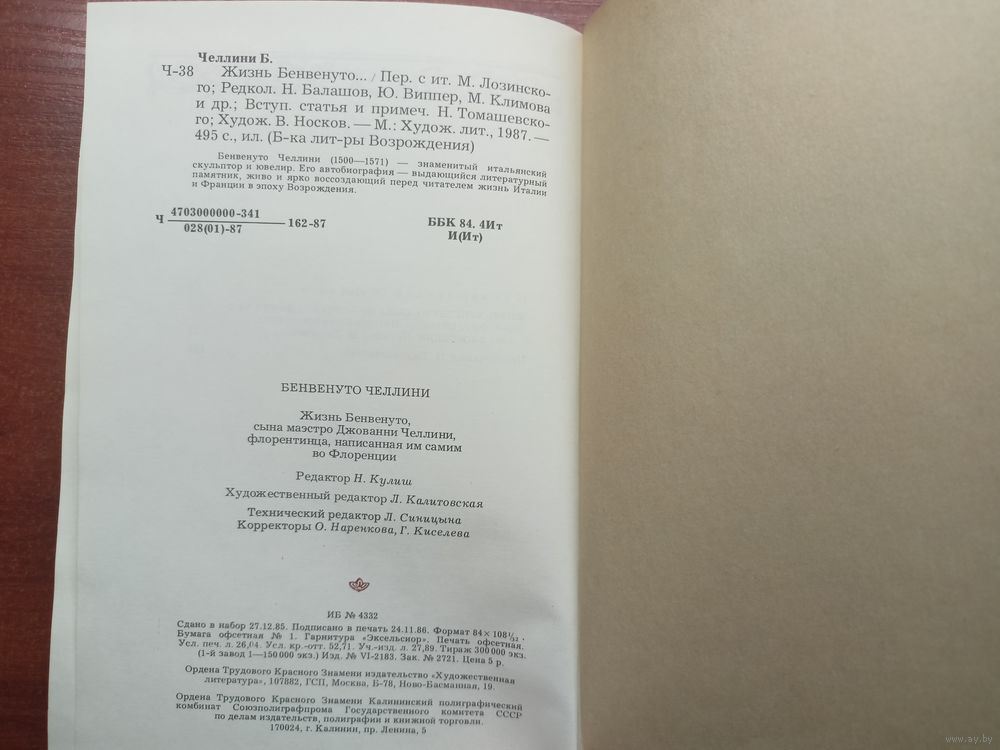 Челлини Б.
Ч-38 Жизнь Бенвенуто... / Пер. с ит. М. Лозинско-
го; Редкол. Н. Балашов, Ю. Виппер, М. Климова
и др.; Вступ. статья и примеч. Н. Томашевско-
го; Худож. В. Носков. — М.: Худож. лит., 1987. —
495 с., ил. (Б-ка лит-ры Возрождения)
Бенвенуто Челлини (1500—1571) — знаменитый итальянский
скульптор и ювелир. Его автобиография — выдающийся литературный
памятник, живо и ярко воссоздающий перед читателем жизнь Италии
и Франции в эпоху Возрождения.
Ч 4703000000-341
028(01)-87
162-87
ББК 84. 4Ит
И(Ит)
БЕНВЕНУТО ЧЕЛЛИНИ
Жизнь Бенвенуто,
сына маэстро Джованни Челлини,
флорентинца, написанная им самим
во Флоренции
Редактор Н. Кулиш
Художественный редактор Л. Калитовская
Технический редактор Л. Синицына
Корректоры О. Наренкова, Г. Киселева
ИБ № 4332
Сдано в набор 27.12.85. Подписано в печать 24.11.86. Формат 84×108 1/32.
Бумага офсетная № 1. Гарнитура «Эксельсиор». Печать офсетная.
Усл. печ. л. 26,04. Усл. кр.-отт. 52,71. Уч.-изд. л. 27,89. Тираж 300 000 экз.
(1-й завод 1—150 000 экз.) Изд. № VI-2183. Зак. № 2721. Цена 5 р.
Ордена Трудового Красного Знамени издательство «Художественная
литература», 107882, ГСП, Москва, Б-78, Ново-Басманная, 19.
Ордена Трудового Красного Знамени Калининский полиграфический
комбинат Союзполиграфпрома Государственного комитета СССР
по делам издательств, полиграфии и книжной торговли.
170024, г. Калинин, пр. Ленина, 5
www.ay.by